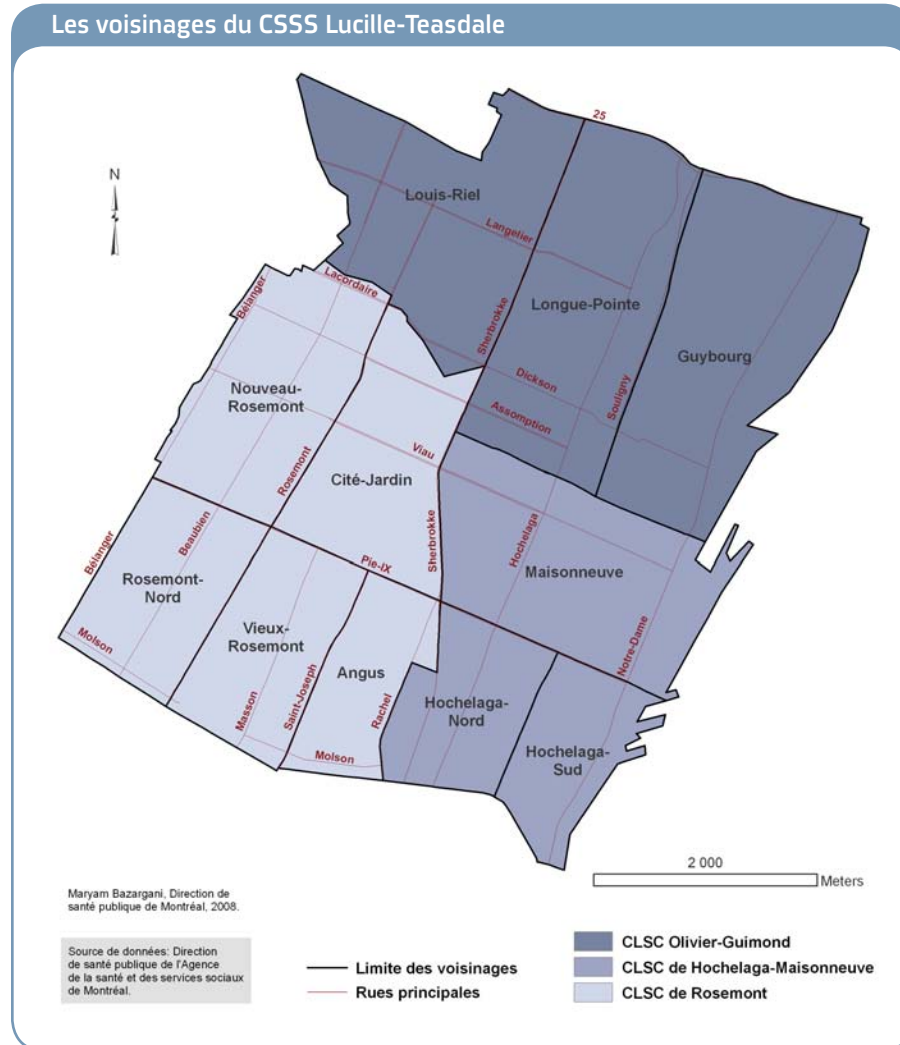 Les voisinages du CSSS Lucille-Teasdale
25
N
Louis-Riel
Langelier
Lacordaire
Bélanger
Sherbrokke
Longue-Pointe
Guybourg
Dickson
Souligny
Nouveau-
Rosemont
Assomption
Viau
Rosemont
Cité-Jardin
Beaubien
Sherbrokke
Hochelaga
Maisonneuve
Bélanger
Pie-IX
Rosemont-
Nord
Vieux-
Rosemont
Molson
Angus
Notre-Dame
Masson
Saint-Joseph
Rachel
Hochelaga-
Nord
Molson
Hochelaga-
Sud
2 000
Meters
Maryam Bazargani, Direction de
santé publique de Montréal, 2008.
Source de données: Direction
de santé publique de l'Agence
de la santé et des services sociaux
de Montréal.
Limite des voisinages
Rues principales
CLSC Olivier-Guimond
CLSC de Hochelaga-Maisonneuve
CLSC de Rosemont